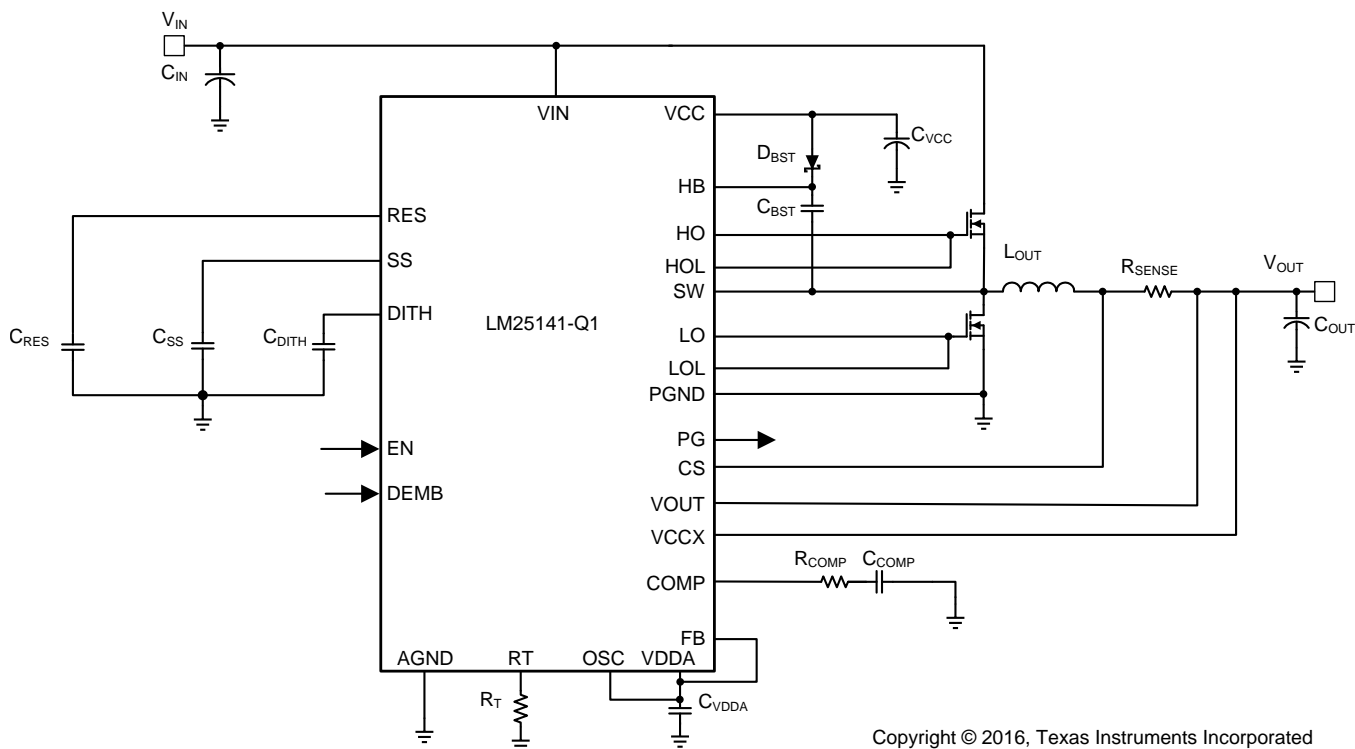 VIN
CIN
VIN
VCC
CVCC
DBST
HB
CBST
RES
HO
SS
HOL
LOUT
RSENSE
VOUT
SW
DITH
LM25141-Q1
CRES
CSS
CDITH
LO
COUT
LOL
PGND
EN
PG
CS
DEMB
VOUT
VCCX
RCOMP
CCOMP
COMP
FB
AGND
RT
OSC
VDDA
RT
CVDDA
Copyright © 2016, Texas Instruments Incorporated